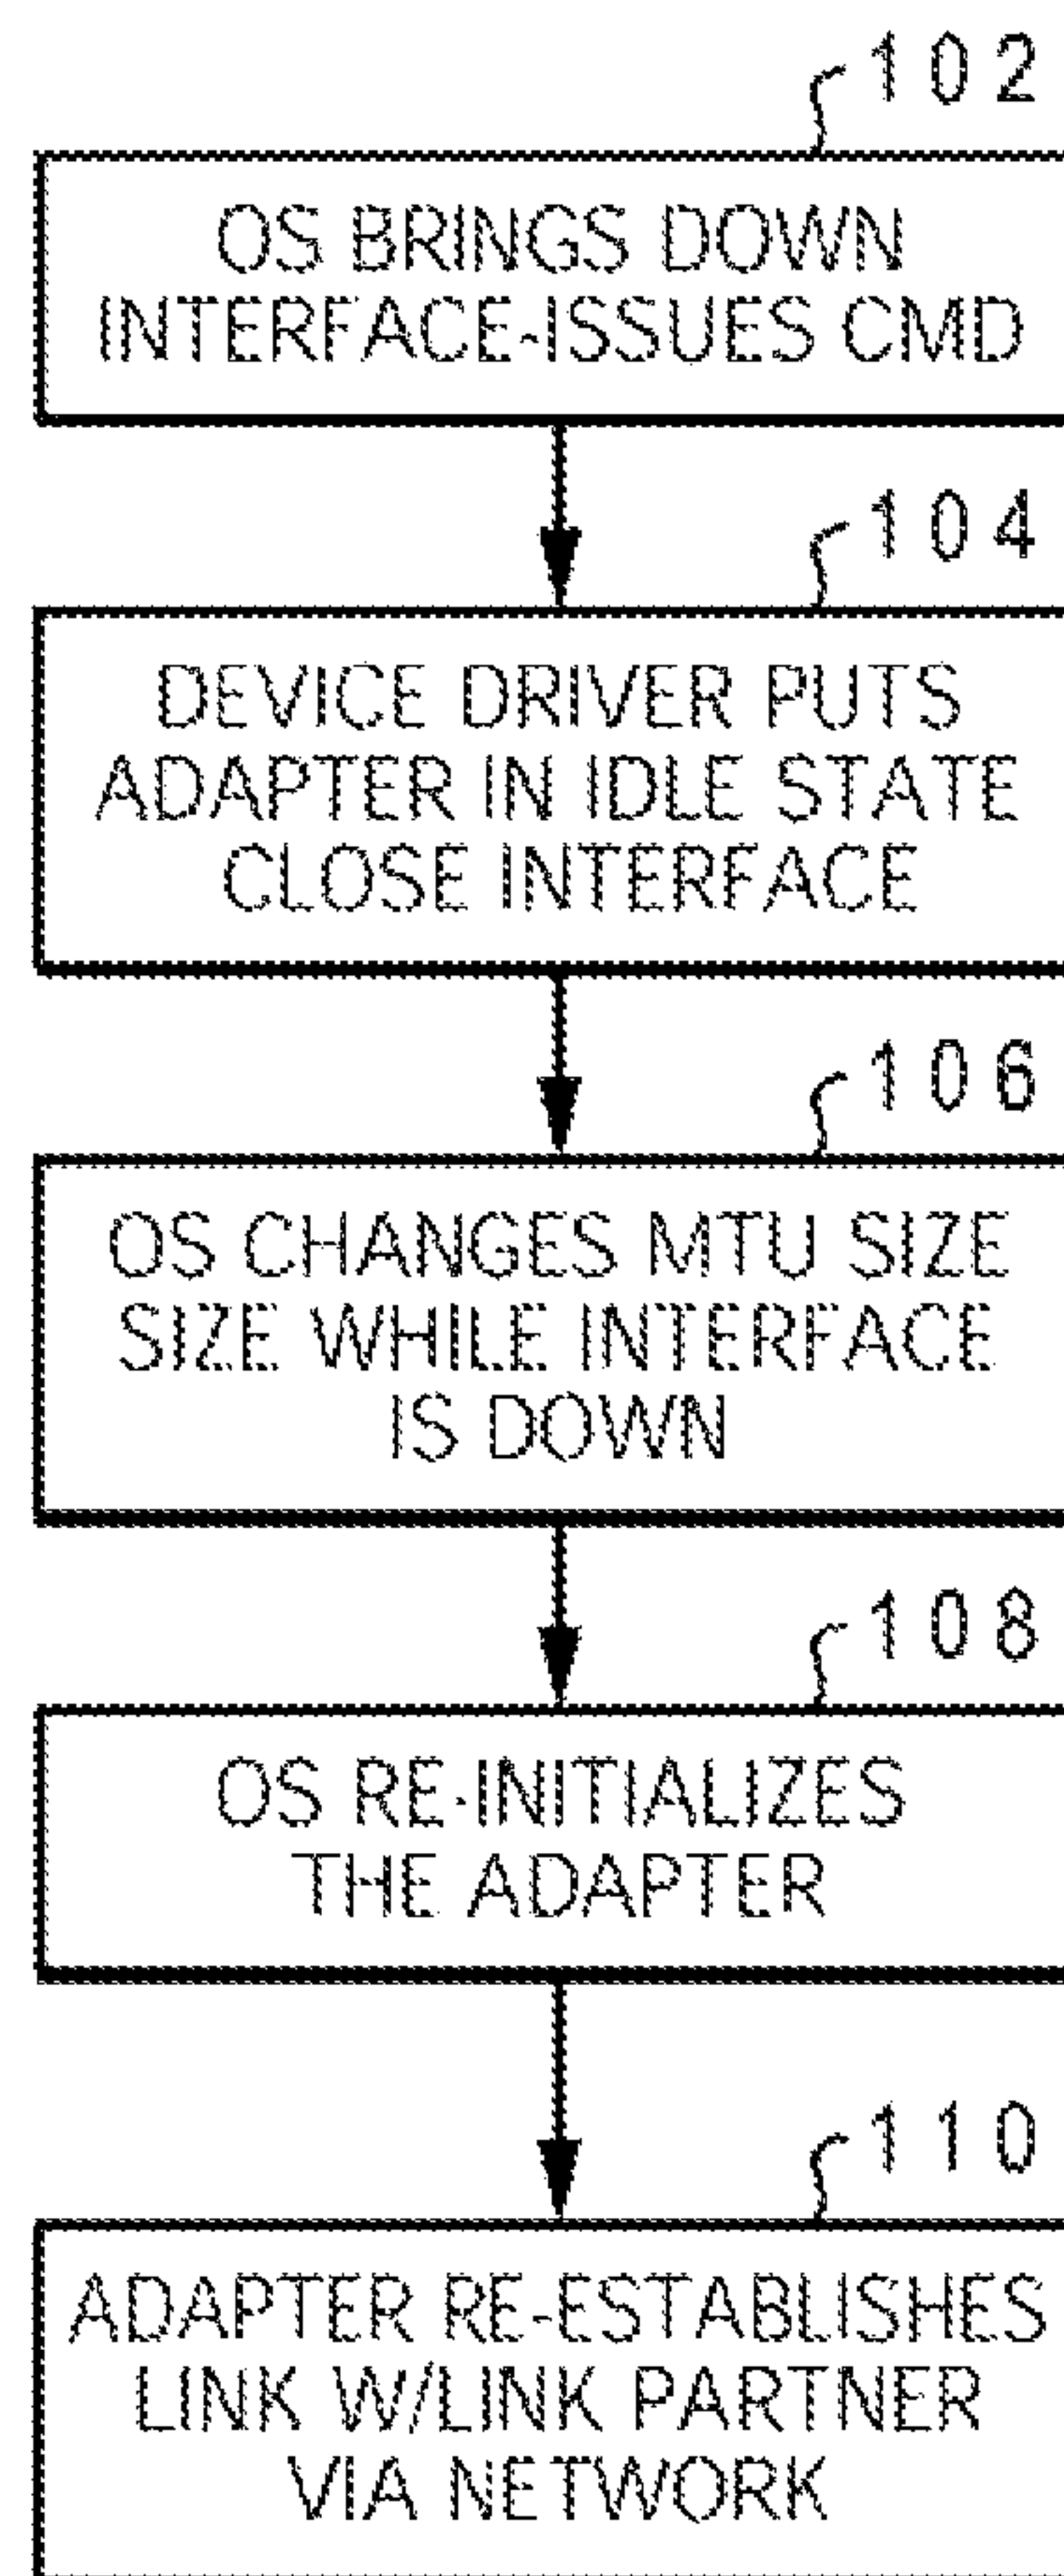 102
OS BRINGS DOWN
INTERFACE-ISSUES CMD
104
DEVICE DRIVER PUTS
ADAPTER IN IDLE STATE
CLOSE INTERFACE
106
OS CHANGES MTU SIZE
SIZE WHILE INTERFACE
IS DOWN
108
OS RE-INITIALIZES
THE ADAPTER
110
ADAPTER RE-ESTABLISHES
LINK W/LINK PARTNER
VIA NETWORK